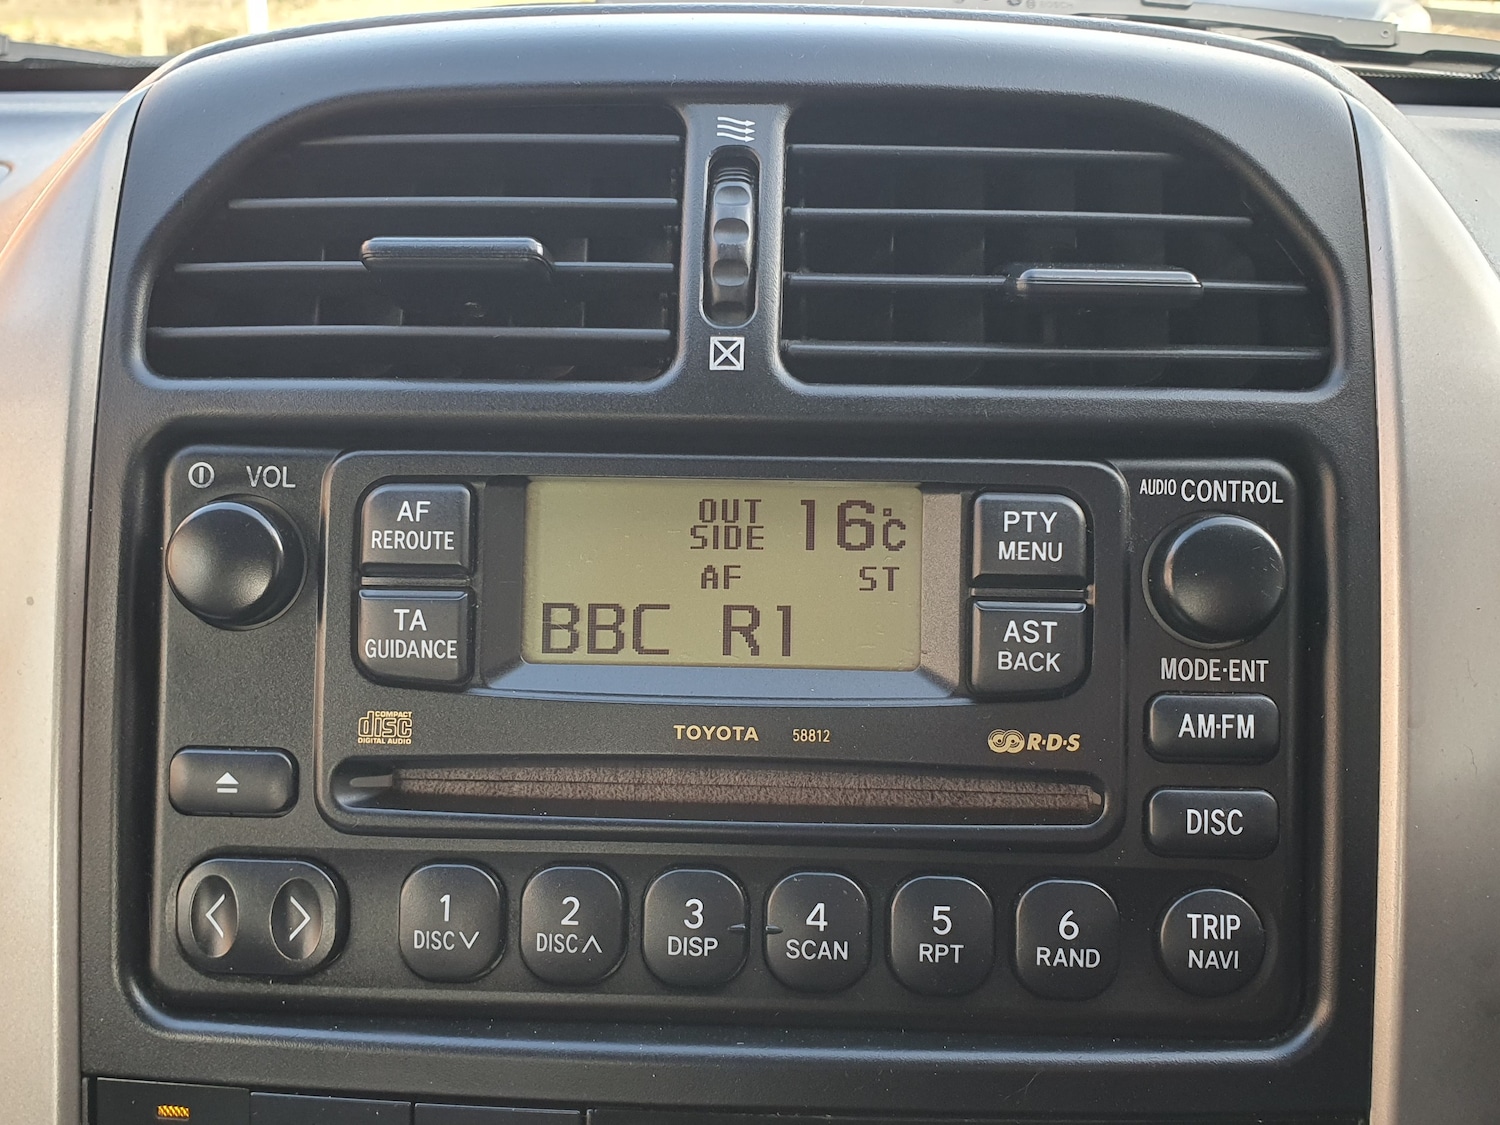 VOL
AF
REROUTE
TA
GUIDANCE
OUT
SIDE 16°C
AF ST
BBC R1
PTY
MENU
AST
BACK
AUDIO CONTROL
MODE·ENT
AM·FM
DISC
COMPACT
disc
DIGITAL AUDIO
TOYOTA 58812
R·D·S
1
DISC
2
DISC
3
DISP
4
SCAN
5
RPT
6
RAND
TRIP
NAVI